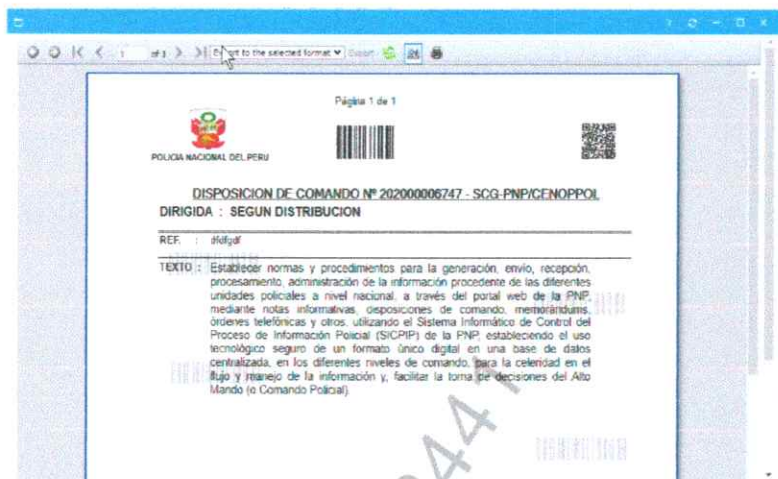 1 of 1 Export to the selected format Export
Página 1 de 1
POLICIA NACIONAL DEL PERU
DISPOSICION DE COMANDO Nº 202000006747 - SCG-PNP/CENOPPOL
DIRIGIDA : SEGUN DISTRIBUCION
REF. : dfdfgdf
TEXTO : Establecer normas y procedimientos para la generación, envío, recepción,
procesamiento, administración de la información procedente de las diferentes
unidades policiales a nivel nacional, a través del portal web de la PNP,
mediante notas informativas, disposiciones de comando, memorándums,
órdenes telefónicas y otros, utilizando el Sistema Informático de Control del
Proceso de Información Policial (SICPIP) de la PNP, estableciendo el uso
tecnológico seguro de un formato único digital en una base de datos
centralizada, en los diferentes niveles de comando, para la celeridad en el
flujo y manejo de la información y, facilitar la toma de decisiones del Alto
Mando (o Comando Policial).